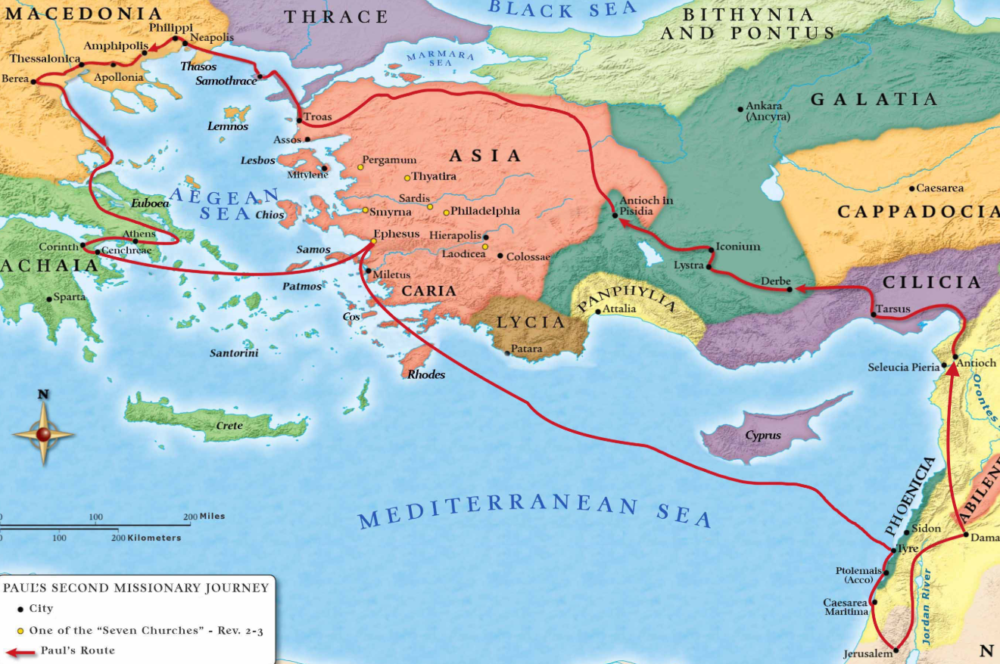 MACEDONIA
THRACE
BLACK SEA
BITHYNIA
AND PONTUS
Philippi
Neapolis
Amphipolis
Thessalonica
Thasos
Samothrace
Berea
Apollonia
MARMARA
SEA
GALATIA
Ankara
(Ancyra)
Lemnos
Troas
Assos
Lesbos
Mitylene
ASIA
Pergamum
Thyatira
Caesarea
AEGEAN
SEA
Euboea
Chios
Sardis
Smyrna
Philadelphia
Antioch in
Pisidia
CAPPADOCIA
Athens
Corinth
Cenchreae
ACHAIA
Samos
Ephesus
Hierapolis
Laodicea
Colossae
Iconium
Lystra
Derbe
CILICIA
Tarsus
Sparta
Patmos
Miletus
CARIA
PANPHYLIA
Attalia
LYCIA
Patara
Cos
Santorini
Rhodes
Seleucia Pieria
Antioch
Orontes
N
Crete
Cyprus
MEDITERRANEAN SEA
PHOENICIA
ABILENE
Sidon
Dama
Tyre
Ptolemais
(Acco)
Caesarea
Maritima
Jordan River
Jerusalem
N
0 100 200 Miles
0 100 200 Kilometers
PAUL'S SECOND MISSIONARY JOURNEY
City
One of the "Seven Churches" - Rev. 2-3
Paul's Route